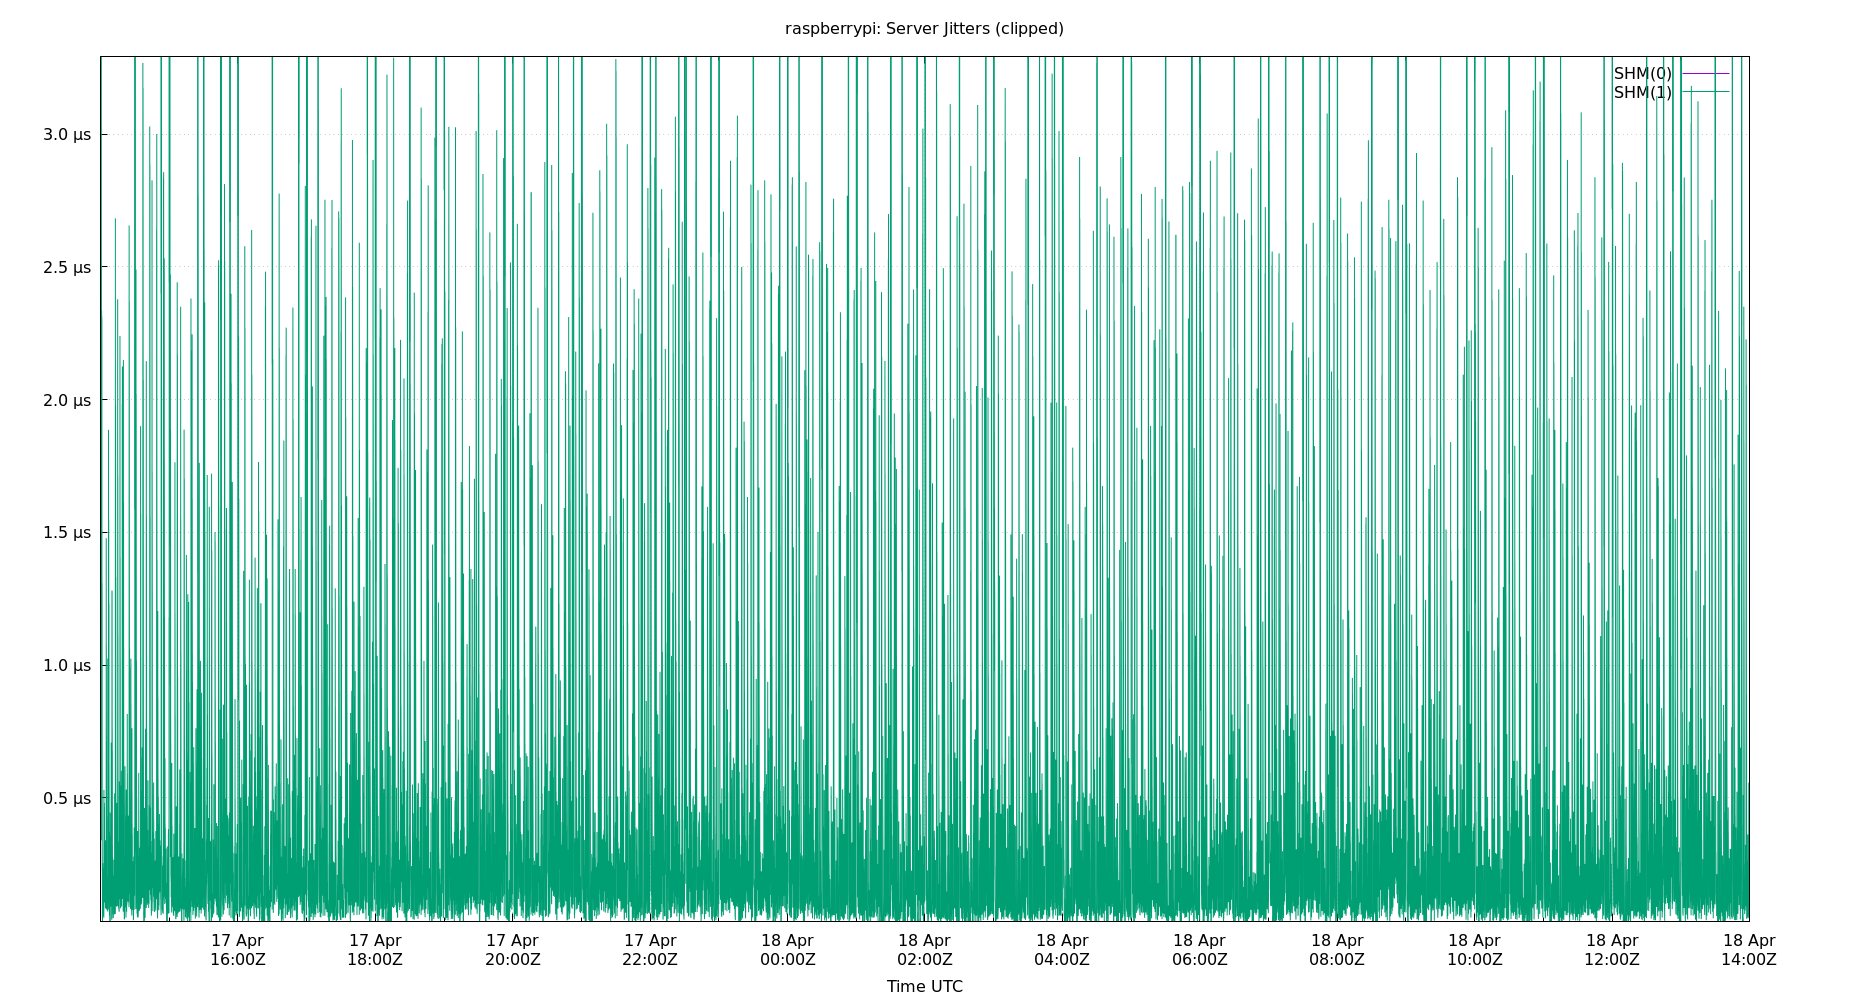 raspberrypi: Server Jitters (clipped)
SHM(0)
SHM(1)
3.0 µs
2.5 µs
2.0 µs
1.5 µs
1.0 µs
0.5 µs
17 Apr 17 Apr 17 Apr 17 Apr 18 Apr 18 Apr 18 Apr 18 Apr 18 Apr 18 Apr 18 Apr 18 Apr
16:00Z 18:00Z 20:00Z 22:00Z 00:00Z 02:00Z 04:00Z 06:00Z 08:00Z 10:00Z 12:00Z 14:00Z
Time UTC